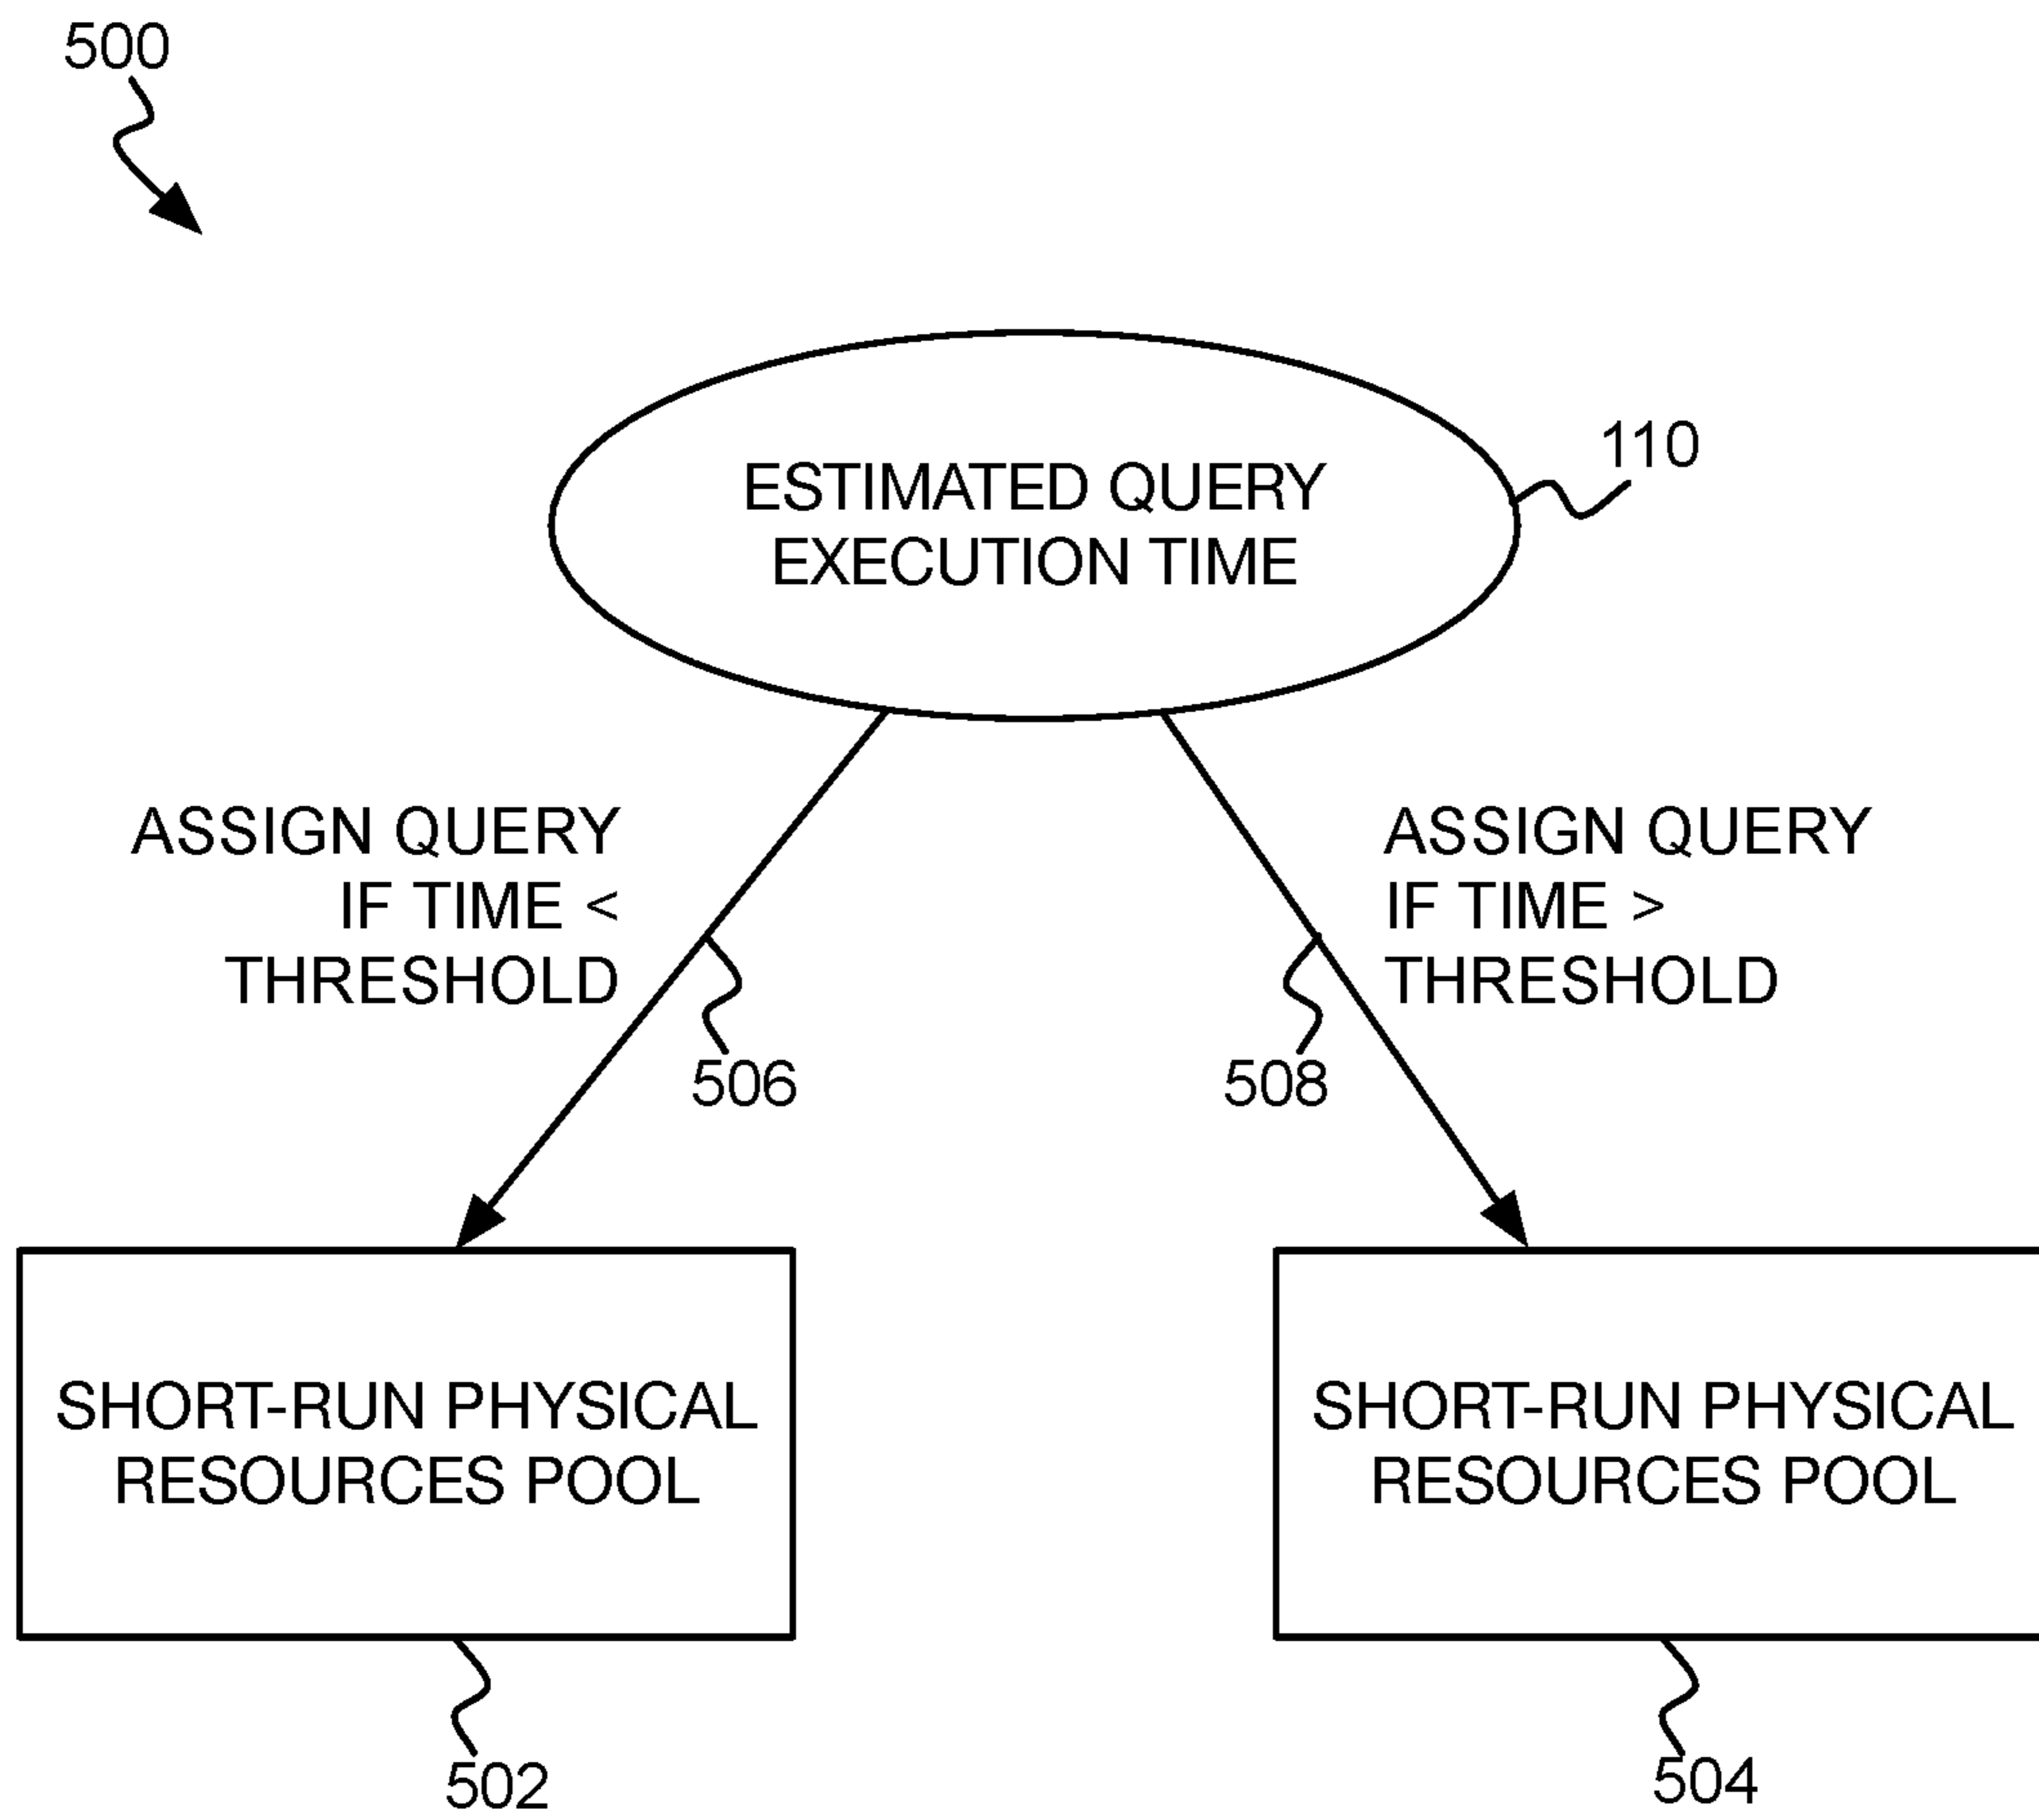 500
110
ESTIMATED QUERY
EXECUTION TIME
ASSIGN QUERY
IF TIME <
THRESHOLD
506
ASSIGN QUERY
IF TIME >
THRESHOLD
508
SHORT-RUN PHYSICAL
RESOURCES POOL
502
SHORT-RUN PHYSICAL
RESOURCES POOL
504